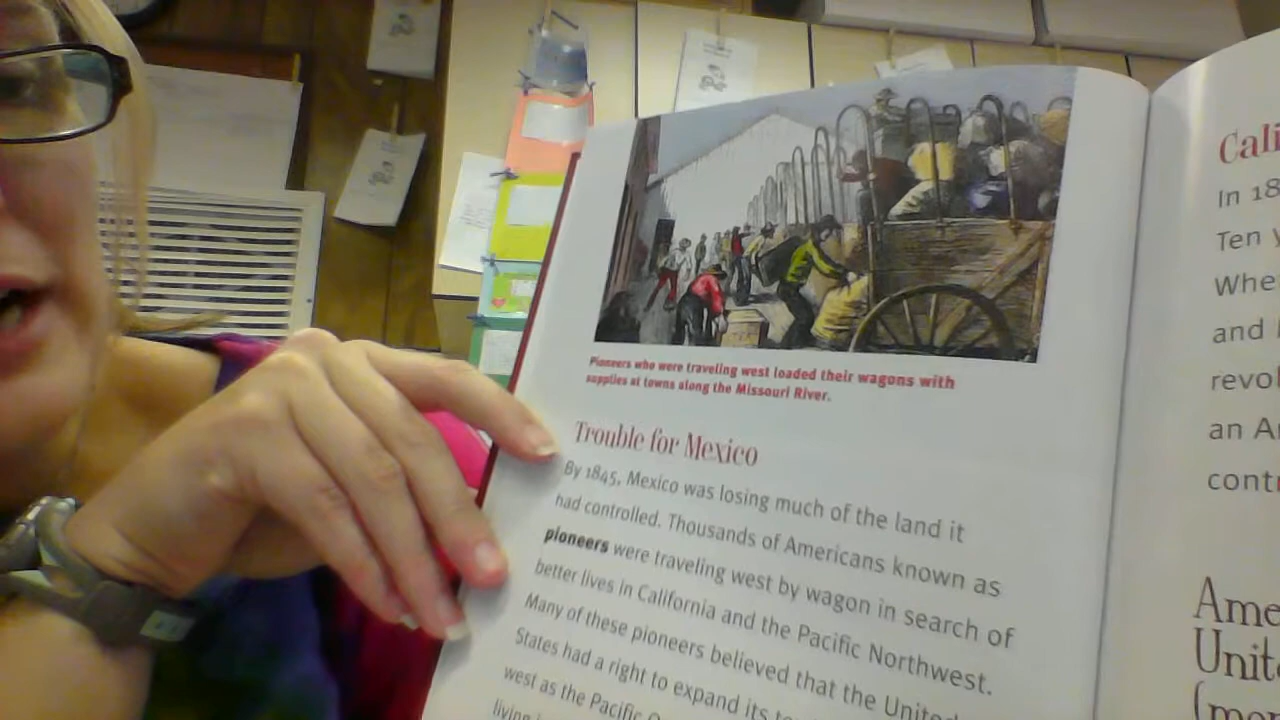 Pioneers who were traveling west loaded their wagons with
supplies at towns along the Missouri River.
Trouble for Mexico
By 1845, Mexico was losing much of the land it
had controlled. Thousands of Americans known as
pioneers were traveling west by wagon in search of
better lives in California and the Pacific Northwest.
Many of these pioneers believed that the United
States had a right to expand its
west as the Pacific
living
Cali
In 18
Ten y
Whe
and
revol
an A
cont
Ame
Unit